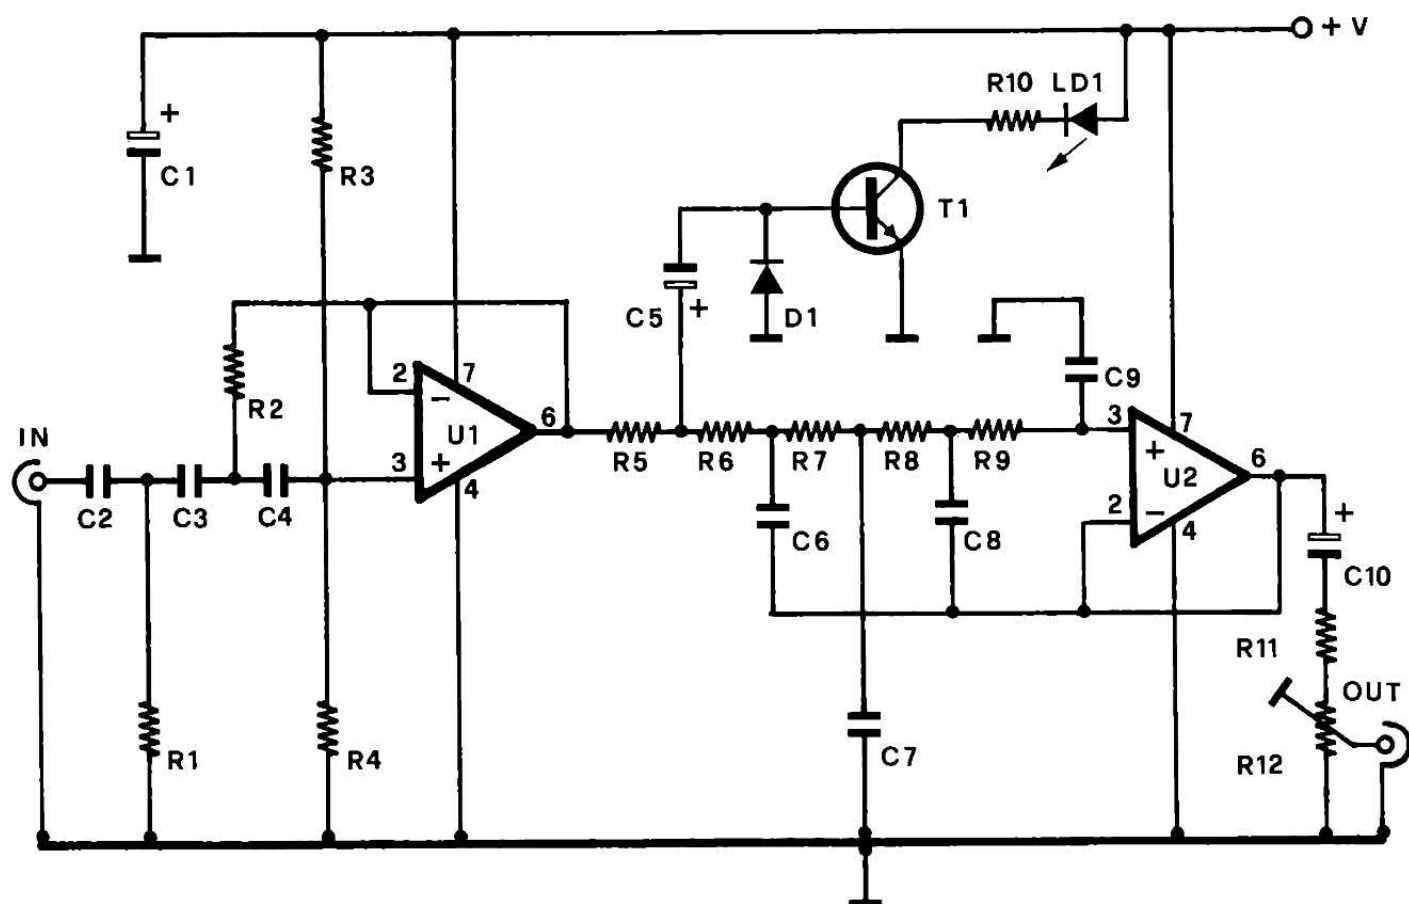 + V
R10 LD1
+
C1
R3
T1
C5
+
D1
R2
2
7
−
U1
6
3
+
4
IN
C2
C3
C4
R5
R6
R7
R8
R9
C9
3
7
+
U2
6
2
−
4
C6
C8
+
C10
R11
OUT
R1
R4
C7
R12